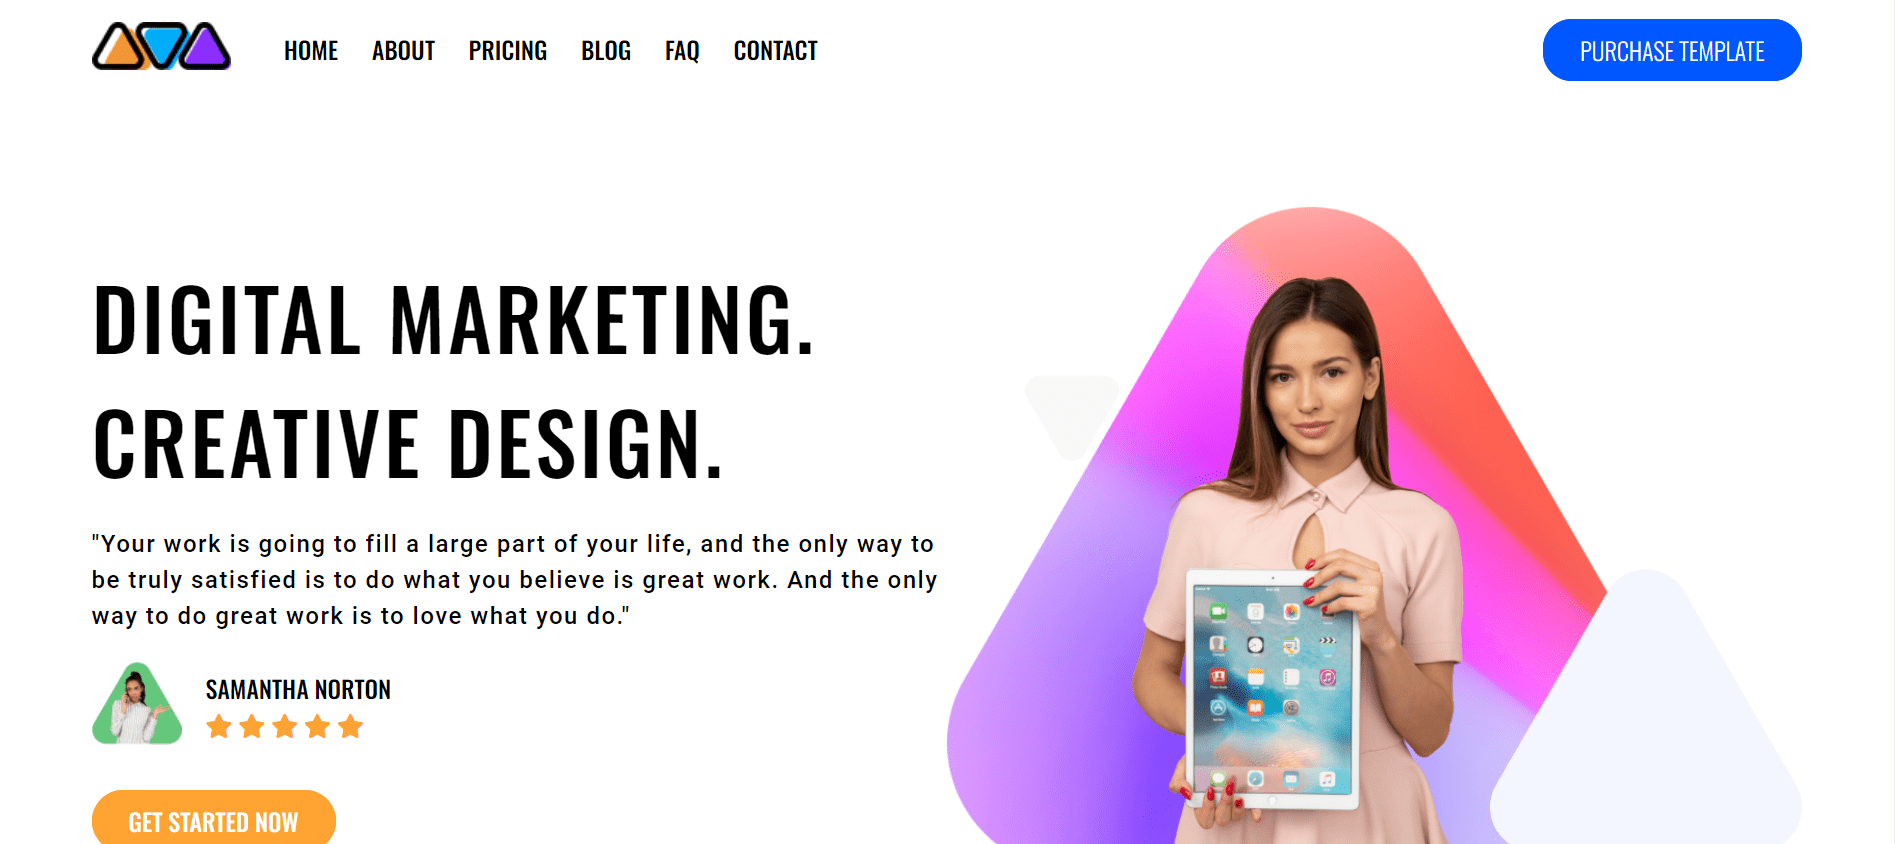 HOME ABOUT PRICING BLOG FAQ CONTACT PURCHASE TEMPLATE
DIGITAL MARKETING.
CREATIVE DESIGN.
"Your work is going to fill a large part of your life, and the only way to
be truly satisfied is to do what you believe is great work. And the only
way to do great work is to love what you do."
SAMANTHA NORTON
GET STARTED NOW